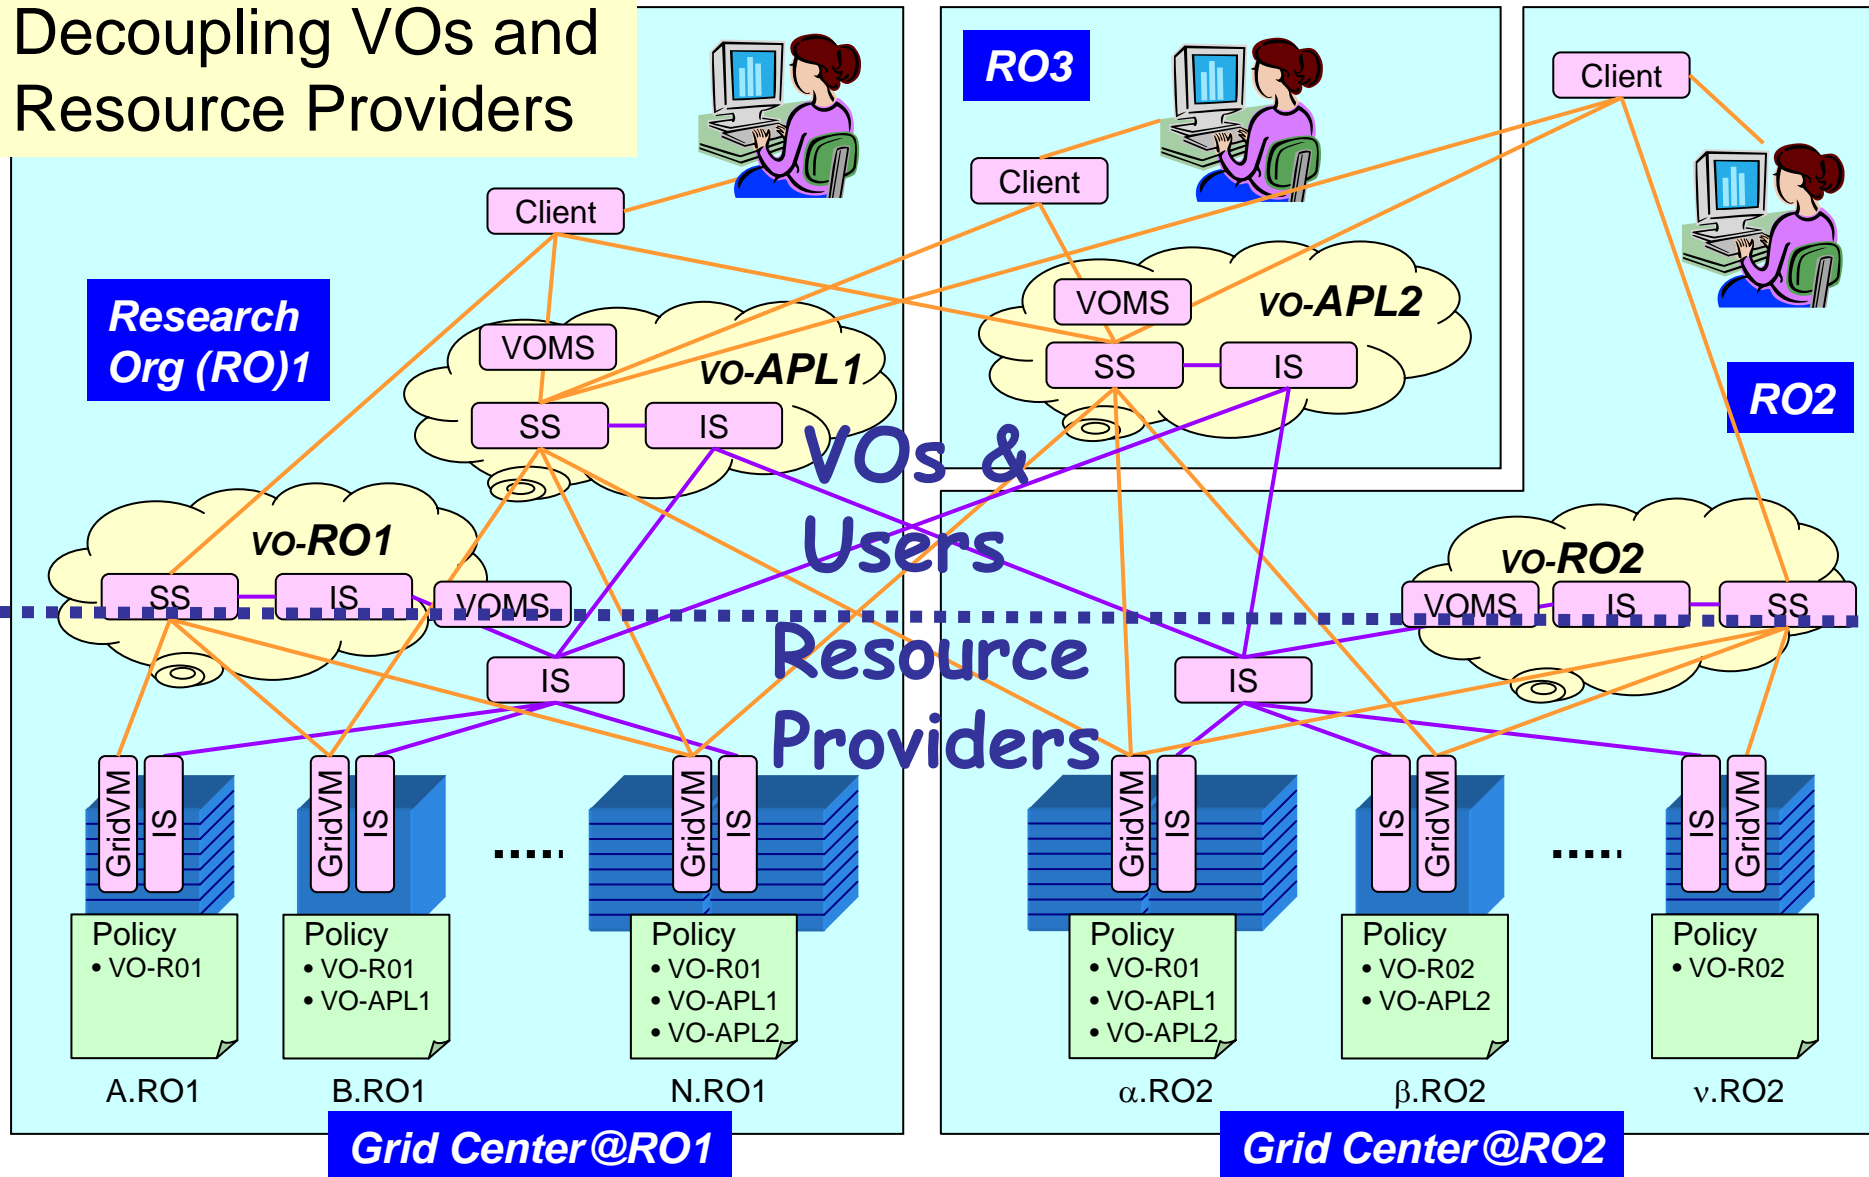 Decoupling VOs and
Resource Providers
RO3
Client
Client
Client
Research
Org (RO)1
VOMS
VO-APL1
SS
IS
VOMS
VO-APL2
SS
IS
RO2
VOs &
Users
VO-RO1
SS
IS
VOMS
VO-RO2
VOMS
IS
SS
Resource
Providers
IS
IS
GridVM
IS
GridVM
IS
.....
GridVM
IS
GridVM
IS
IS
GridVM
.....
IS
GridVM
Policy
• VO-R01
Policy
• VO-R01
• VO-APL1
Policy
• VO-R01
• VO-APL1
• VO-APL2
Policy
• VO-R01
• VO-APL1
• VO-APL2
Policy
• VO-R02
• VO-APL2
Policy
• VO-R02
A.RO1
B.RO1
N.RO1
α.RO2
β.RO2
ν.RO2
Grid Center@RO1
Grid Center@RO2